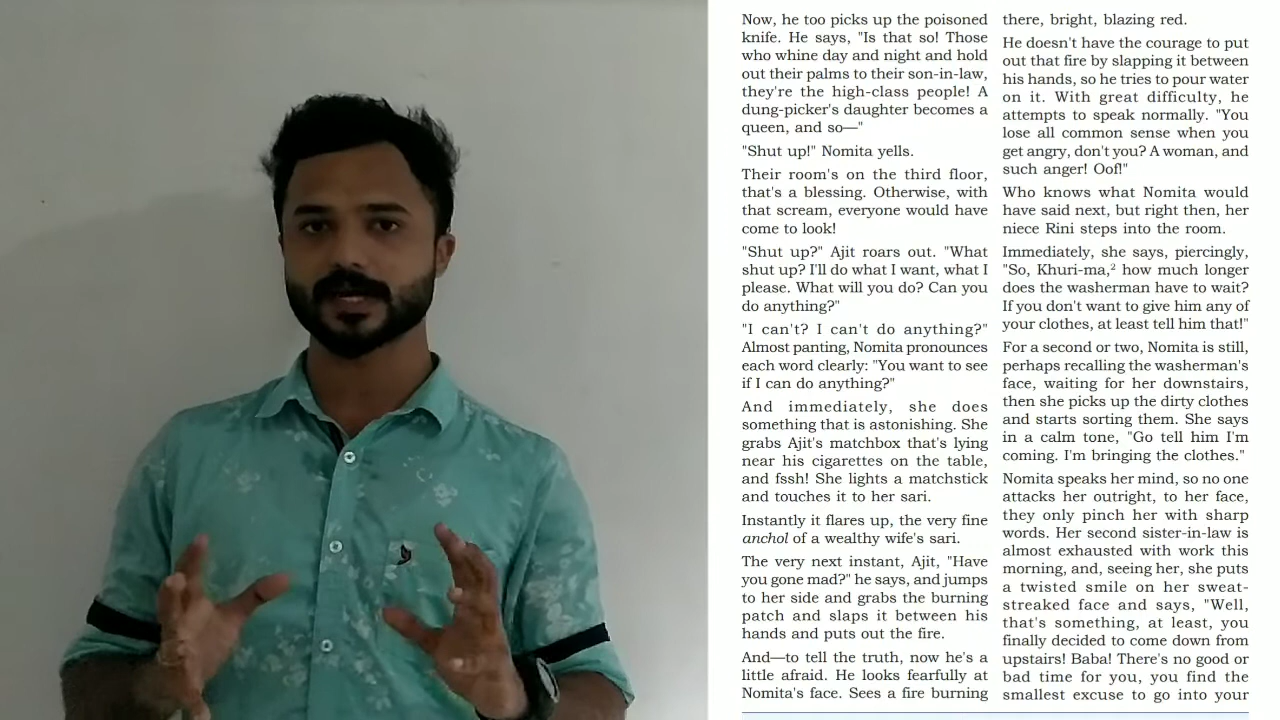 Now, he too picks up the poisoned
knife. He says, "Is that so! Those
who whine day and night and hold
out their palms to their son-in-law,
they're the high-class people! A
dung-picker's daughter becomes a
queen, and so—"
"Shut up!" Nomita yells.
Their room's on the third floor,
that's a blessing. Otherwise, with
that scream, everyone would have
come to look!
"Shut up?" Ajit roars out. "What
shut up? I'll do what I want, what I
please. What will you do? Can you
do anything?"
"I can't? I can't do anything?"
Almost panting, Nomita pronounces
each word clearly: "You want to see
if I can do anything?"
And immediately, she does
something that is astonishing. She
grabs Ajit's matchbox that's lying
near his cigarettes on the table,
and fssh! She lights a matchstick
and touches it to her sari.
Instantly it flares up, the very fine
anchol of a wealthy wife's sari.
The very next instant, Ajit, "Have
you gone mad?" he says, and jumps
to her side and grabs the burning
patch and slaps it between his
hands and puts out the fire.
And—to tell the truth, now he's a
little afraid. He looks fearfully at
Nomita's face. Sees a fire burning
there, bright, blazing red.
He doesn't have the courage to put
out that fire by slapping it between
his hands, so he tries to pour water
on it. With great difficulty, he
attempts to speak normally. "You
lose all common sense when you
get angry, don't you? A woman, and
such anger! Oof!"
Who knows what Nomita would
have said next, but right then, her
niece Rini steps into the room.
Immediately, she says, piercingly,
"So, Khuri-ma,² how much longer
does the washerman have to wait?
If you don't want to give him any of
your clothes, at least tell him that!"
For a second or two, Nomita is still,
perhaps recalling the washerman's
face, waiting for her downstairs,
then she picks up the dirty clothes
and starts sorting them. She says
in a calm tone, "Go tell him I'm
coming. I'm bringing the clothes."
Nomita speaks her mind, so no one
attacks her outright, to her face,
they only pinch her with sharp
words. Her second sister-in-law is
almost exhausted with work this
morning, and, seeing her, she puts
a twisted smile on her sweat-
streaked face and says, "Well,
that's something, at least, you
finally decided to come down from
upstairs! Baba! There's no good or
bad time for you, you find the
smallest excuse to go into your